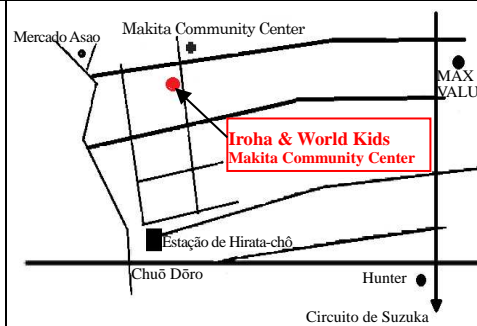 Makita Community Center
Mercado Asao
MAX
VALU
Iroha & World Kids
Makita Community Center
Estação de Hirata-chô
Chuō Dōro
Hunter
Circuito de Suzuka